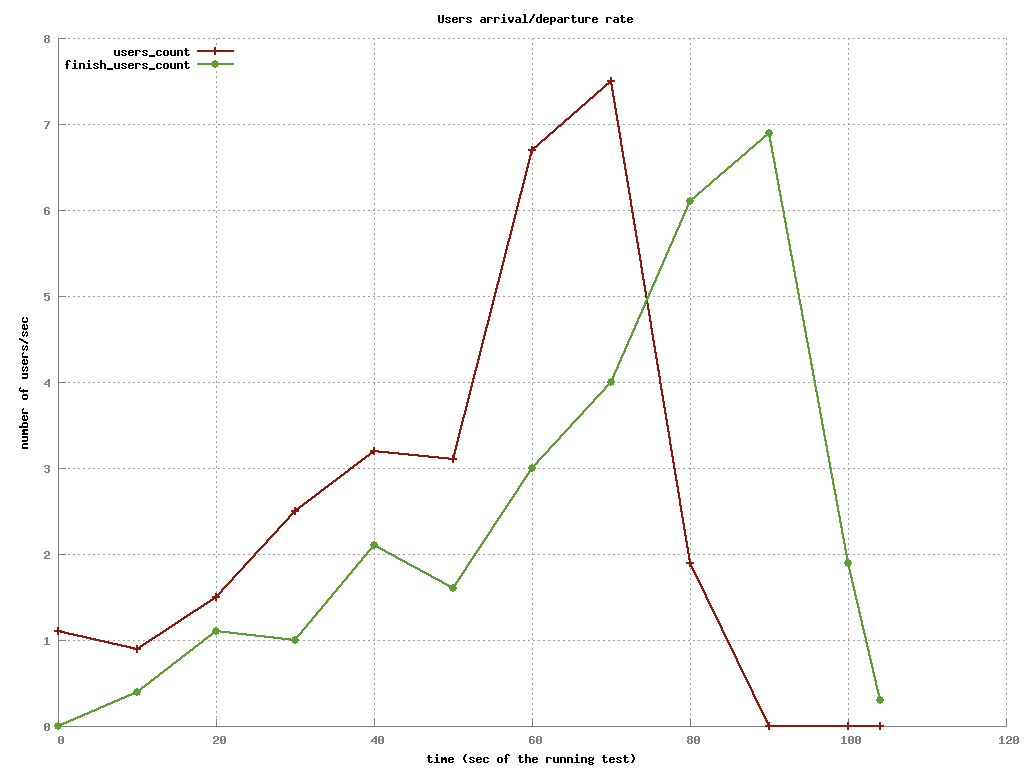 Users arrival/departure rate
8
users_count
finish_users_count
7
6
5
number of users/sec
4
3
2
1
0
0 20 40 60 80 100 120
time (sec of the running test)